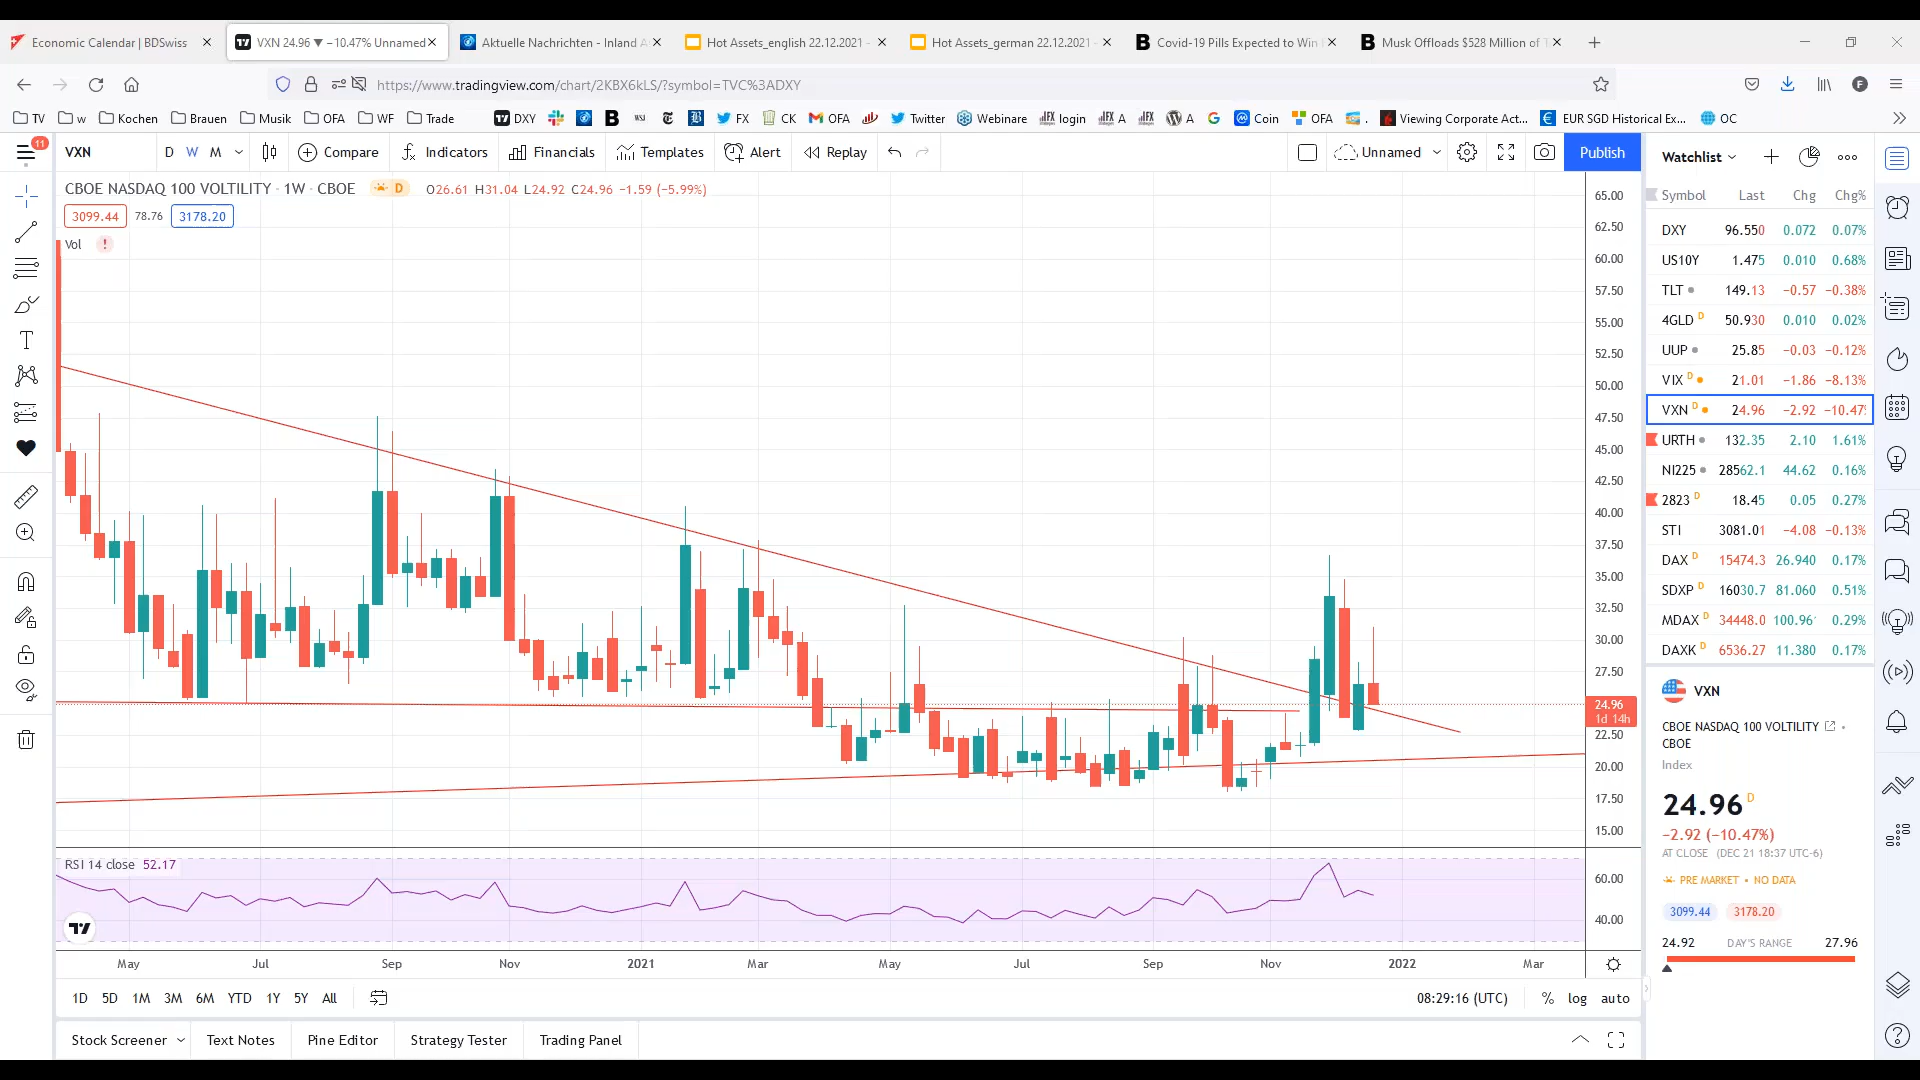 Economic Calendar | BDSwiss
VXN 24.96 ▼ −10.47% Unnamed
Aktuelle Nachrichten - Inland A
Hot Assets_english 22.12.2021 -
Hot Assets_german 22.12.2021 -
Covid-19 Pills Expected to Win
Musk Offloads $528 Million of T
https://www.tradingview.com/chart/2KBX6kLS/?symbol=TVC%3ADXY
TV w Kochen Brauen Musik OFA WF Trade DXY WSJ FX CK OFA Twitter Webinare login A A Coin OFA . Viewing Corporate Act... EUR SGD Historical Ex... OC
11
VXN D W M Compare Indicators Financials Templates Alert Replay Unnamed Publish
CBOE NASDAQ 100 VOLTILITY · 1W · CBOE D O26.61 H31.04 L24.92 C24.96 −1.59 (−5.99%)
3099.44 78.76 3178.20
Vol !
65.00
62.50
60.00
57.50
55.00
52.50
50.00
47.50
45.00
42.50
40.00
37.50
35.00
32.50
30.00
27.50
24.96
1d 14h
22.50
20.00
17.50
15.00
RSI 14 close 52.17
60.00
40.00
May Jul Sep Nov 2021 Mar May Jul Sep Nov 2022 Mar
1D 5D 1M 3M 6M YTD 1Y 5Y All 08:29:16 (UTC) % log auto
Stock Screener Text Notes Pine Editor Strategy Tester Trading Panel
Watchlist
Symbol Last Chg Chg%
DXY 96.550 0.072 0.07%
US10Y 1.475 0.010 0.68%
TLT 149.13 −0.57 −0.38%
4GLD D 50.930 0.010 0.02%
UUP 25.85 −0.03 −0.12%
VIX D 21.01 −1.86 −8.13%
VXN D 24.96 −2.92 −10.47
URTH 132.35 2.10 1.61%
NI225 28562.1 44.62 0.16%
2823 D 18.45 0.05 0.27%
STI 3081.01 −4.08 −0.13%
DAX D 15474.3 26.940 0.17%
SDXP D 16030.7 81.060 0.51%
MDAX D 34448.0 100.96 0.29%
DAXK D 6536.27 11.380 0.17%
VXN
CBOE NASDAQ 100 VOLTILITY
CBOE
Index
24.96 D
−2.92 (−10.47%)
AT CLOSE (DEC 21 18:37 UTC-6)
PRE MARKET • NO DATA
3099.44 3178.20
24.92 DAY'S RANGE 27.96